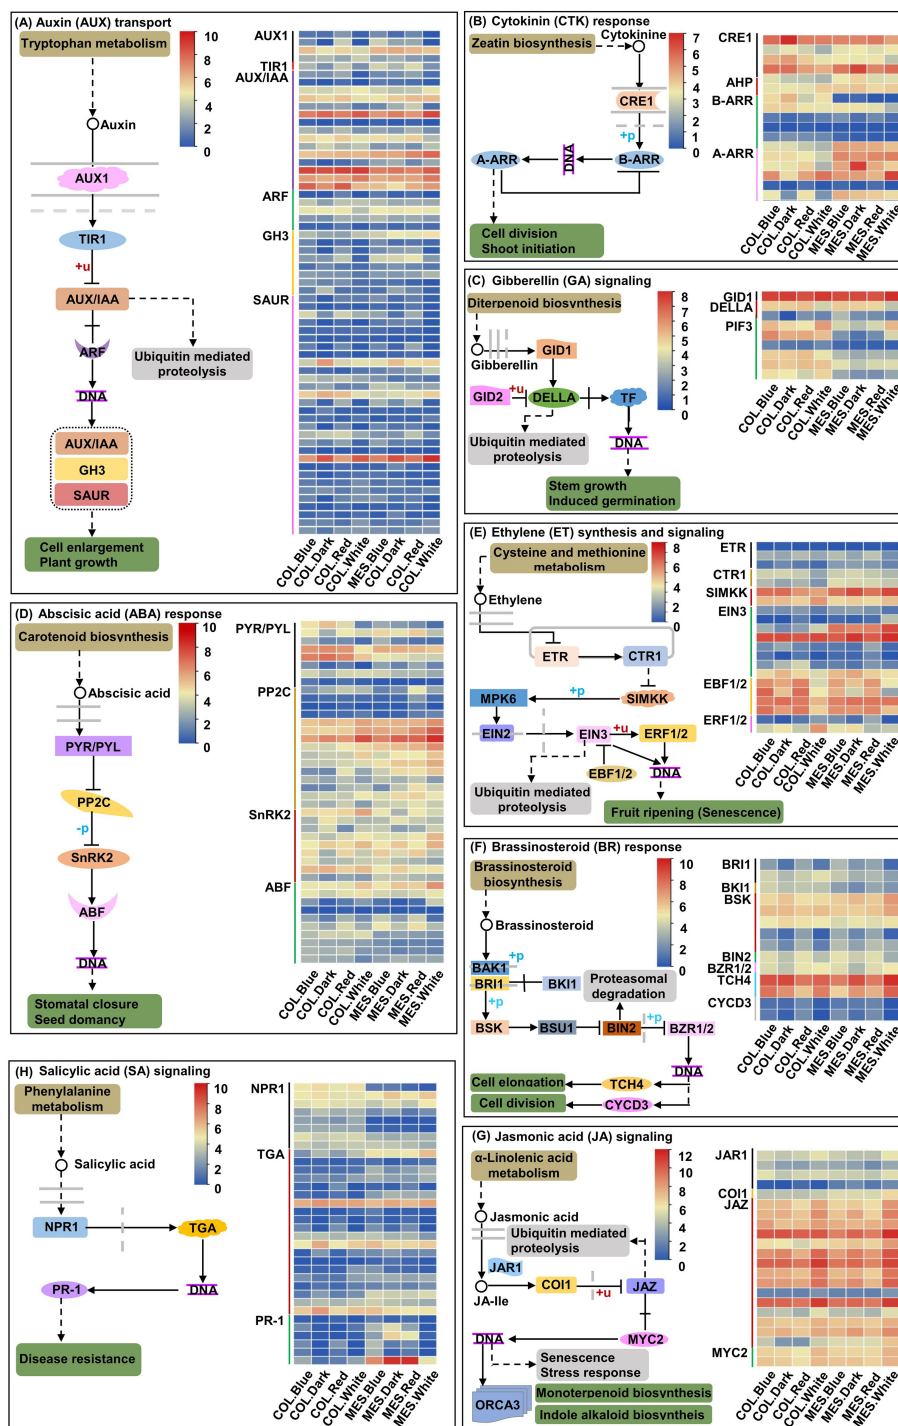 (A) Auxin (AUX) transport
Tryptophan metabolism
Auxin
AUX1
TIR1
+u
AUX/IAA
Ubiquitin mediated
proteolysis
ARF
DNA
AUX/IAA
GH3
SAUR
Cell enlargement
Plant growth
10
8
6
4
2
0
AUX1
TIR1
AUX/IAA
ARF
GH3
SAUR
COL.Blue
COL.Dark
COL.Red
COL.White
MES.Blue
COL.Dark
COL.Red
COL.White
(B) Cytokinin (CTK) response
Zeatin biosynthesis
Cytokinine
CRE1
+p
A-ARR
DNA
B-ARR
Cell division
Shoot initiation
7
6
5
4
3
2
1
0
CRE1
AHP
B-ARR
A-ARR
COL.Blue
COL.Dark
COL.Red
COL.White
MES.Blue
MES.Dark
MES.Red
MES.White
(C) Gibberellin (GA) signaling
Diterpenoid biosynthesis
Gibberellin
GID1
GID2
+u
DELLA
TF
DNA
Ubiquitin mediated
proteolysis
Stem growth
Induced germination
8
7
6
5
4
3
2
1
0
GID1
DELLA
PIF3
COL.Blue
COL.Dark
COL.Red
COL.White
MES.Blue
MES.Dark
MES.Red
MES.White
(D) Abscisic acid (ABA) response
Carotenoid biosynthesis
Abscisic acid
PYR/PYL
PP2C
-p
SnRK2
ABF
DNA
Stomatal closure
Seed domancy
10
8
6
4
2
0
PYR/PYL
PP2C
SnRK2
ABF
COL.Blue
COL.Dark
COL.Red
COL.White
MES.Blue
MES.Dark
MES.Red
MES.White
(E) Ethylene (ET) synthesis and signaling
Cysteine and methionine
metabolism
Ethylene
ETR
CTR1
MPK6
+p
SIMKK
EIN2
EIN3
+u
ERF1/2
EBF1/2
DNA
Ubiquitin mediated
proteolysis
Fruit ripening (Senescence)
8
7
6
5
4
3
2
1
0
ETR
CTR1
SIMKK
EIN3
EBF1/2
ERF1/2
COL.Blue
COL.Dark
COL.Red
COL.White
MES.Blue
MES.Dark
MES.Red
MES.White
(F) Brassinosteroid (BR) response
Brassinosteroid
biosynthesis
Brassinosteroid
BAK1
+p
BRI1
BKI1
Proteasomal
degradation
+p
BSK
BSU1
BIN2
+p
BZR1/2
DNA
Cell elongation
TCH4
Cell division
CYCD3
10
8
6
4
2
0
BRI1
BKI1
BSK
BIN2
BZR1/2
TCH4
CYCD3
COL.Blue
COL.Dark
COL.Red
COL.White
MES.Blue
MES.Dark
MES.Red
MES.White
(H) Salicylic acid (SA) signaling
Phenylalanine
metabolism
Salicylic acid
NPR1
TGA
PR-1
DNA
Disease resistance
10
8
6
4
2
0
NPR1
TGA
PR-1
COL.Blue
COL.Dark
COL.Red
COL.White
MES.Blue
MES.Dark
MES.Red
MES.White
(G) Jasmonic acid (JA) signaling
α-Linolenic acid
metabolism
Jasmonic acid
Ubiquitin mediated
proteolysis
JAR1
JA-Ile
COI1
+u
JAZ
DNA
MYC2
Senescence
Stress response
ORCA3
Monoterpenoid biosynthesis
Indole alkaloid biosynthesis
12
10
8
6
4
2
0
JAR1
COI1
JAZ
MYC2
COL.Blue
COL.Dark
COL.Red
COL.White
MES.Blue
MES.Dark
MES.Red
MES.White